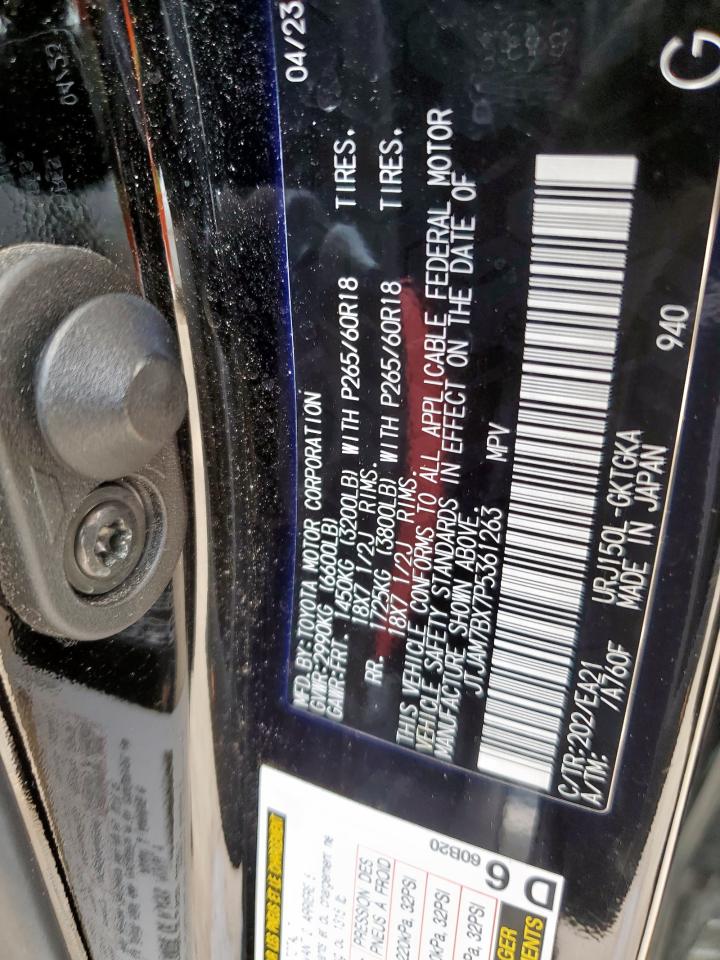 MFD.BY:TOYOTA MOTOR CORPORATION 04/23
GVWR:2990KG (6600LB)
GAWR:FRT. 1450KG (3200LB) WITH P265/60R18 TIRES.
18X7 1/2J RIMS.
RR. 1725KG (3800LB) WITH P265/60R18 TIRES.
18X7 1/2J RIMS.
THIS VEHICLE CONFORMS TO ALL APPLICABLE FEDERAL MOTOR
VEHICLE SAFETY STANDARDS IN EFFECT ON THE DATE OF
MANUFACTURE SHOWN ABOVE.
JTJAM7BX7P5361263 MPV
C/TR:202/EA21 URJ150L-GKTGKA
A/TM: /A760F MADE IN JAPAN
940
G
PRESSION DES
PNEUS À FROID
220kPa, 32PSI
kPa, 32PSI
32PSI
D6
60B20